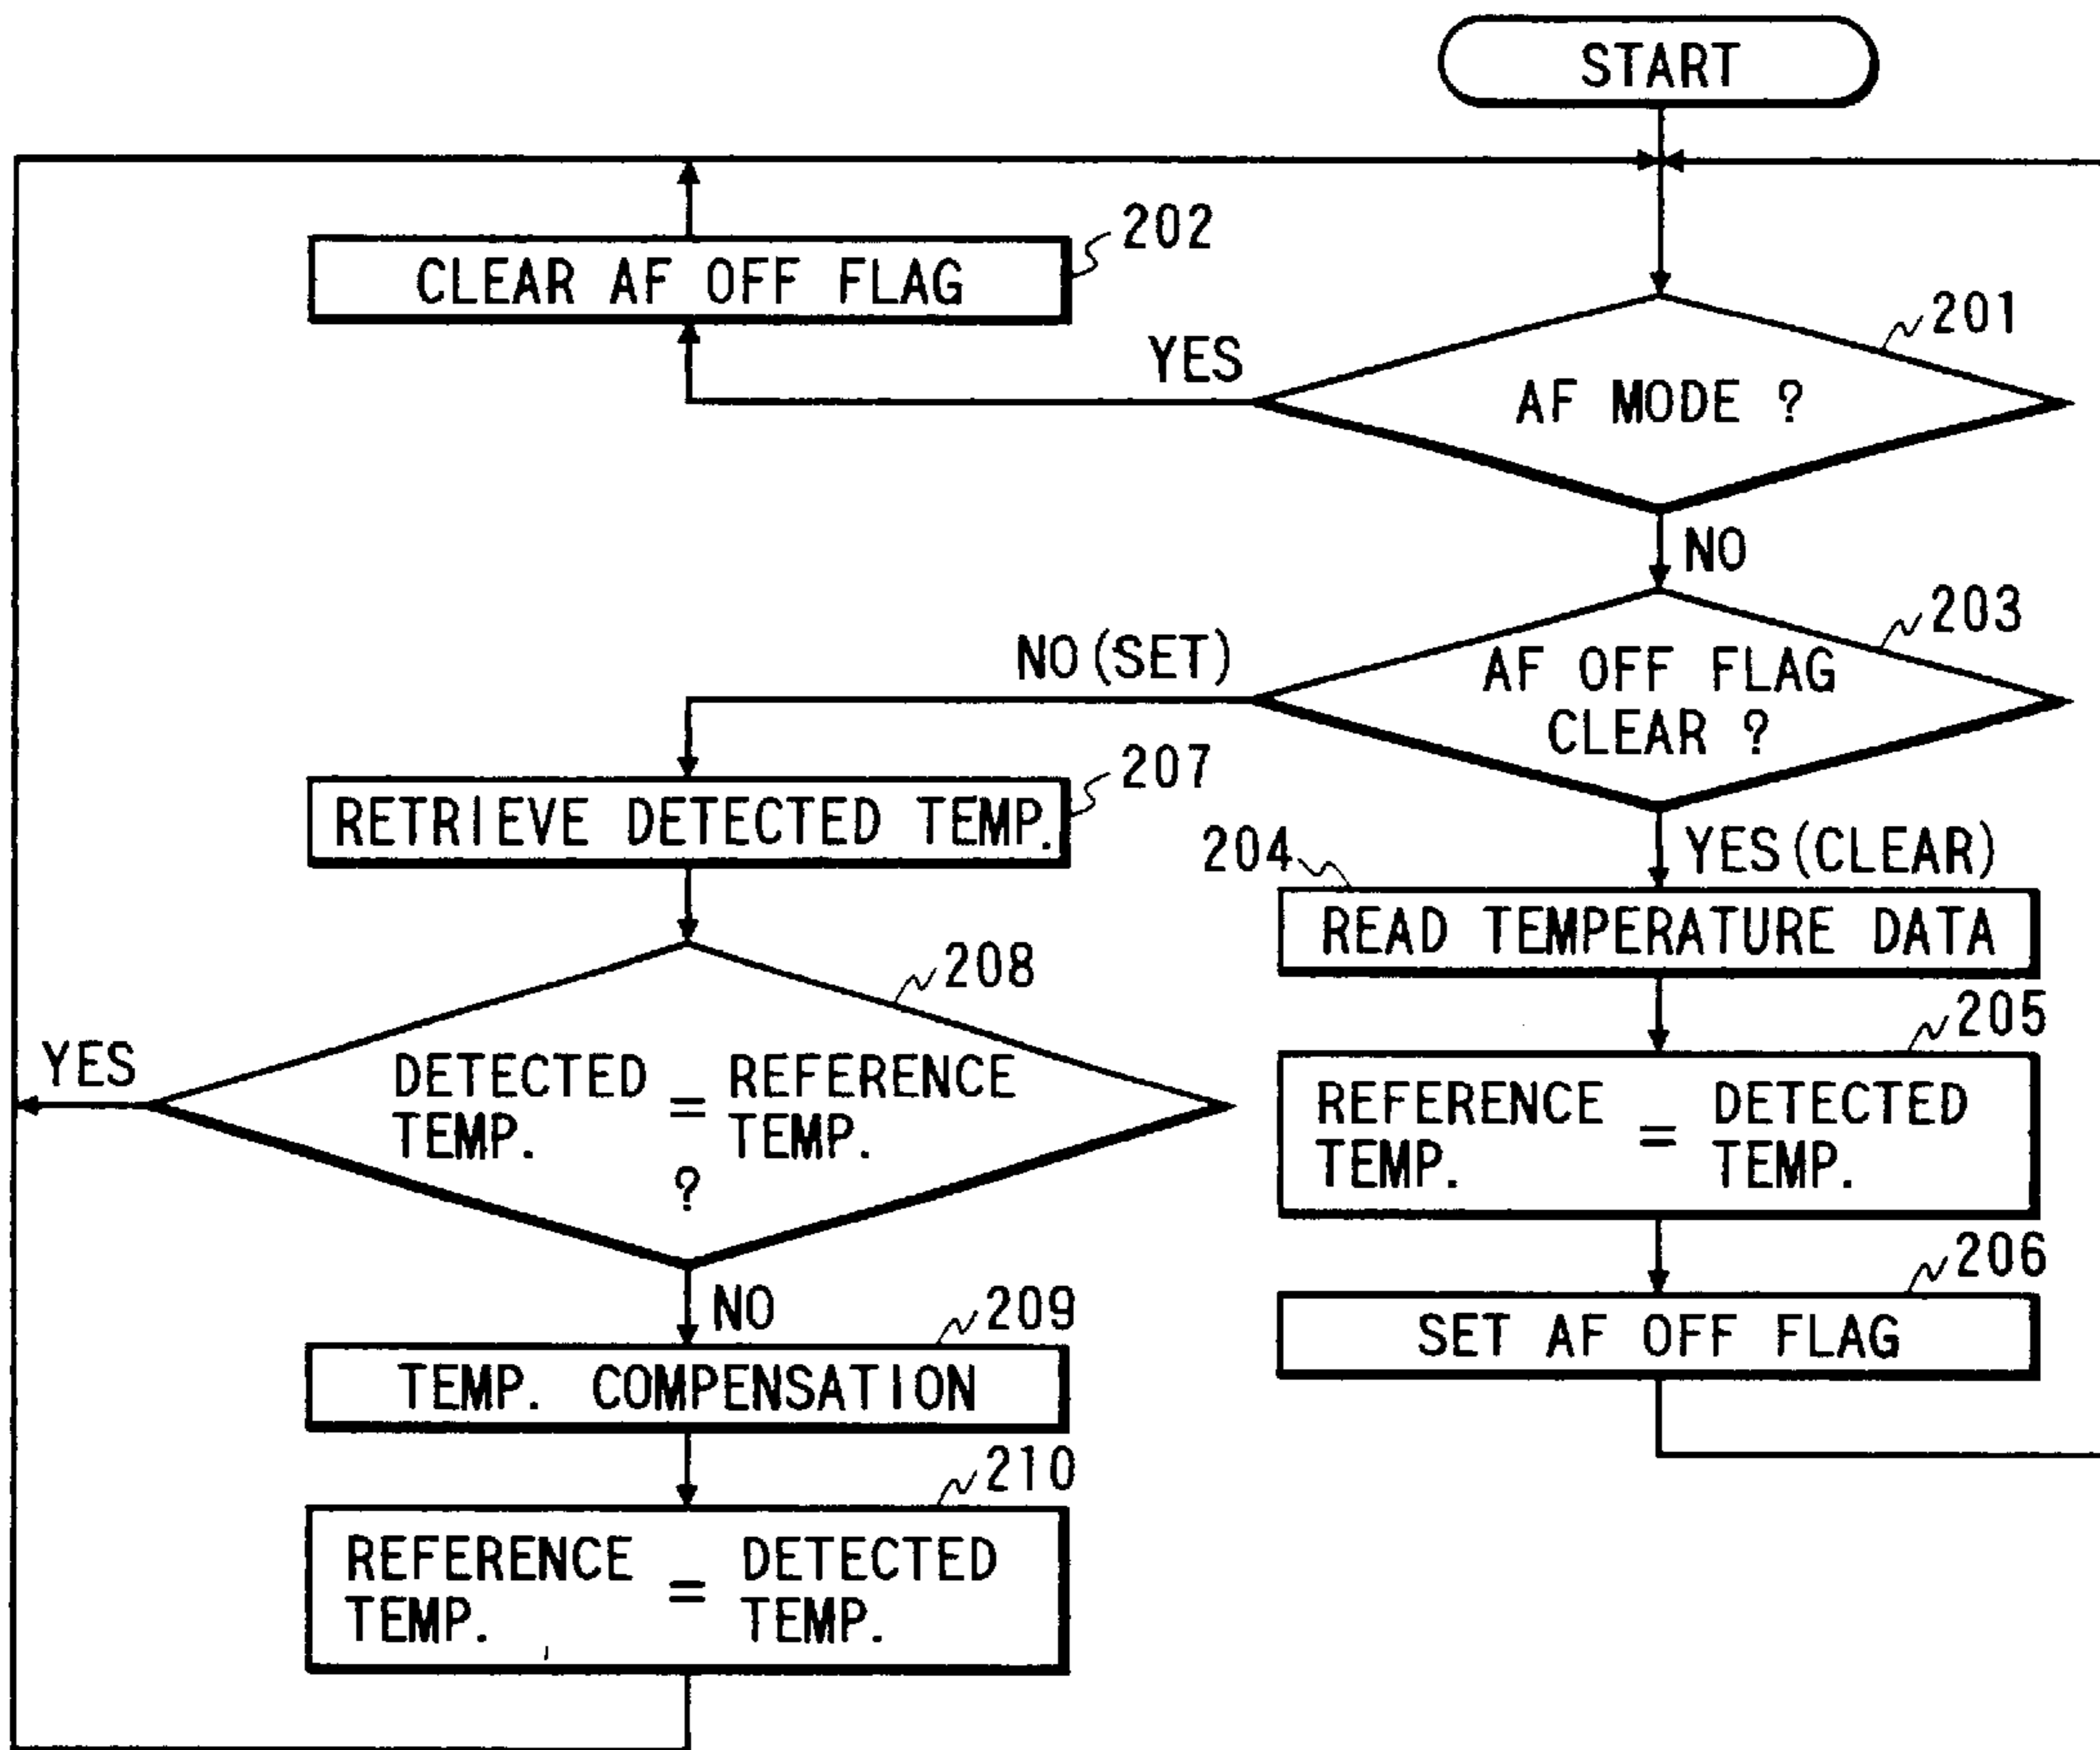 START
202
CLEAR AF OFF FLAG
201
YES
AF MODE ?
NO
203
NO(SET)
AF OFF FLAG
CLEAR ?
207
RETRIEVE DETECTED TEMP.
204
YES(CLEAR)
READ TEMPERATURE DATA
208
205
YES
DETECTED TEMP. = REFERENCE TEMP.
?
REFERENCE TEMP. = DETECTED TEMP.
206
NO
209
SET AF OFF FLAG
TEMP. COMPENSATION
210
REFERENCE TEMP. = DETECTED TEMP.